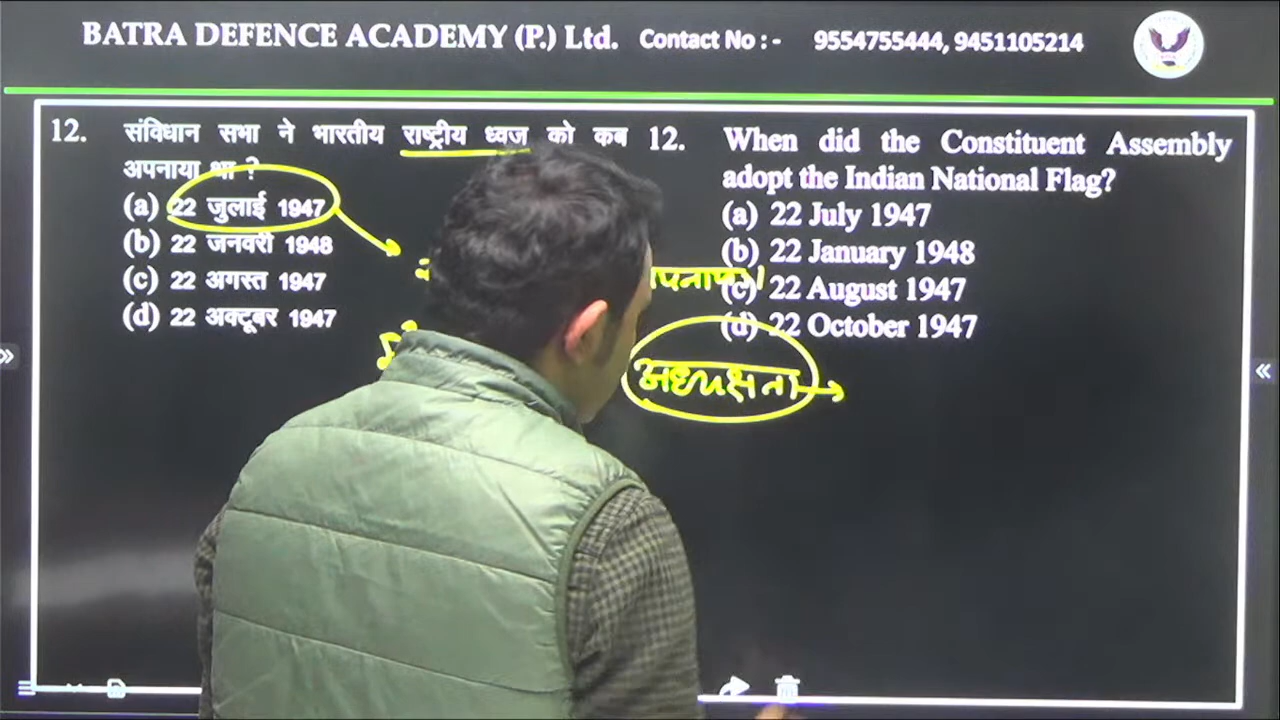 BATRA DEFENCE ACADEMY (P.) Ltd. Contact No : - 9554755444, 9451105214
12. संविधान सभा ने भारतीय राष्ट्रीय ध्वज को कब
अपनाया था ?
(a) 22 जुलाई 1947
(b) 22 जनवरी 1948
(c) 22 अगस्त 1947
(d) 22 अक्टूबर 1947
12. When did the Constituent Assembly
adopt the Indian National Flag?
(a) 22 July 1947
(b) 22 January 1948
(c) 22 August 1947
(d) 22 October 1947
अध्यक्षता